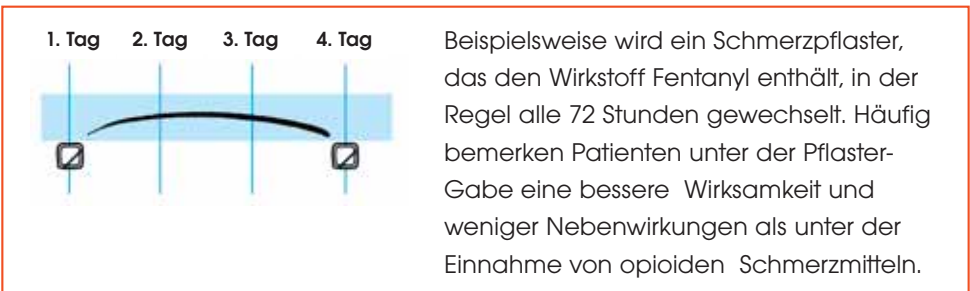 1. Tag 2. Tag 3. Tag 4. Tag
Beispielsweise wird ein Schmerzpflaster,
das den Wirkstoff Fentanyl enthält, in der
Regel alle 72 Stunden gewechselt. Häufig
bemerken Patienten unter der Pflaster-
Gabe eine bessere Wirksamkeit und
weniger Nebenwirkungen als unter der
Einnahme von opioiden Schmerzmitteln.